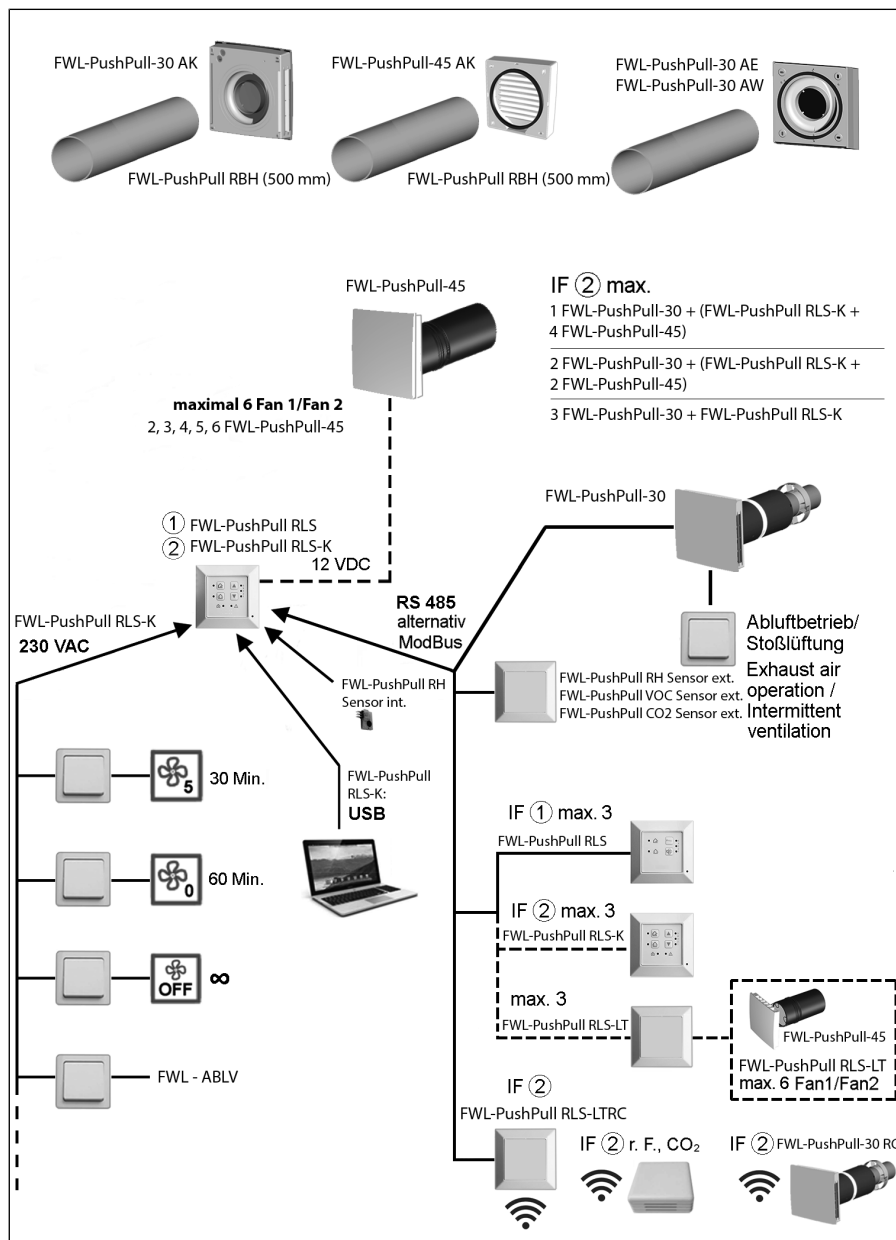 FWL-PushPull-30 AK
FWL-PushPull RBH (500 mm)
FWL-PushPull-45 AK
FWL-PushPull RBH (500 mm)
FWL-PushPull-30 AE
FWL-PushPull-30 AW
FWL-PushPull-45
maximal 6 Fan 1/Fan 2
2, 3, 4, 5, 6 FWL-PushPull-45
IF ② max.
1 FWL-PushPull-30 + (FWL-PushPull RLS-K +
4 FWL-PushPull-45)
2 FWL-PushPull-30 + (FWL-PushPull RLS-K +
2 FWL-PushPull-45)
3 FWL-PushPull-30 + FWL-PushPull RLS-K
FWL-PushPull-30
① FWL-PushPull RLS
② FWL-PushPull RLS-K
12 VDC
FWL-PushPull RLS-K
230 VAC
RS 485
alternativ
ModBus
Abluftbetrieb/
Stoßlüftung
Exhaust air
operation /
Intermittent
ventilation
FWL-PushPull RH
Sensor int.
FWL-PushPull RH Sensor ext.
FWL-PushPull VOC Sensor ext.
FWL-PushPull CO2 Sensor ext.
5
30 Min.
0
60 Min.
OFF
∞
FWL - ABLV
FWL-PushPull
RLS-K:
USB
IF ① max. 3
FWL-PushPull RLS
IF ② max. 3
FWL-PushPull RLS-K
max. 3
FWL-PushPull RLS-LT
FWL-PushPull-45
FWL-PushPull RLS-LT
max. 6 Fan1/Fan2
IF ②
FWL-PushPull RLS-LTRC
IF ② r. F., CO₂
IF ② FWL-PushPull-30 RC